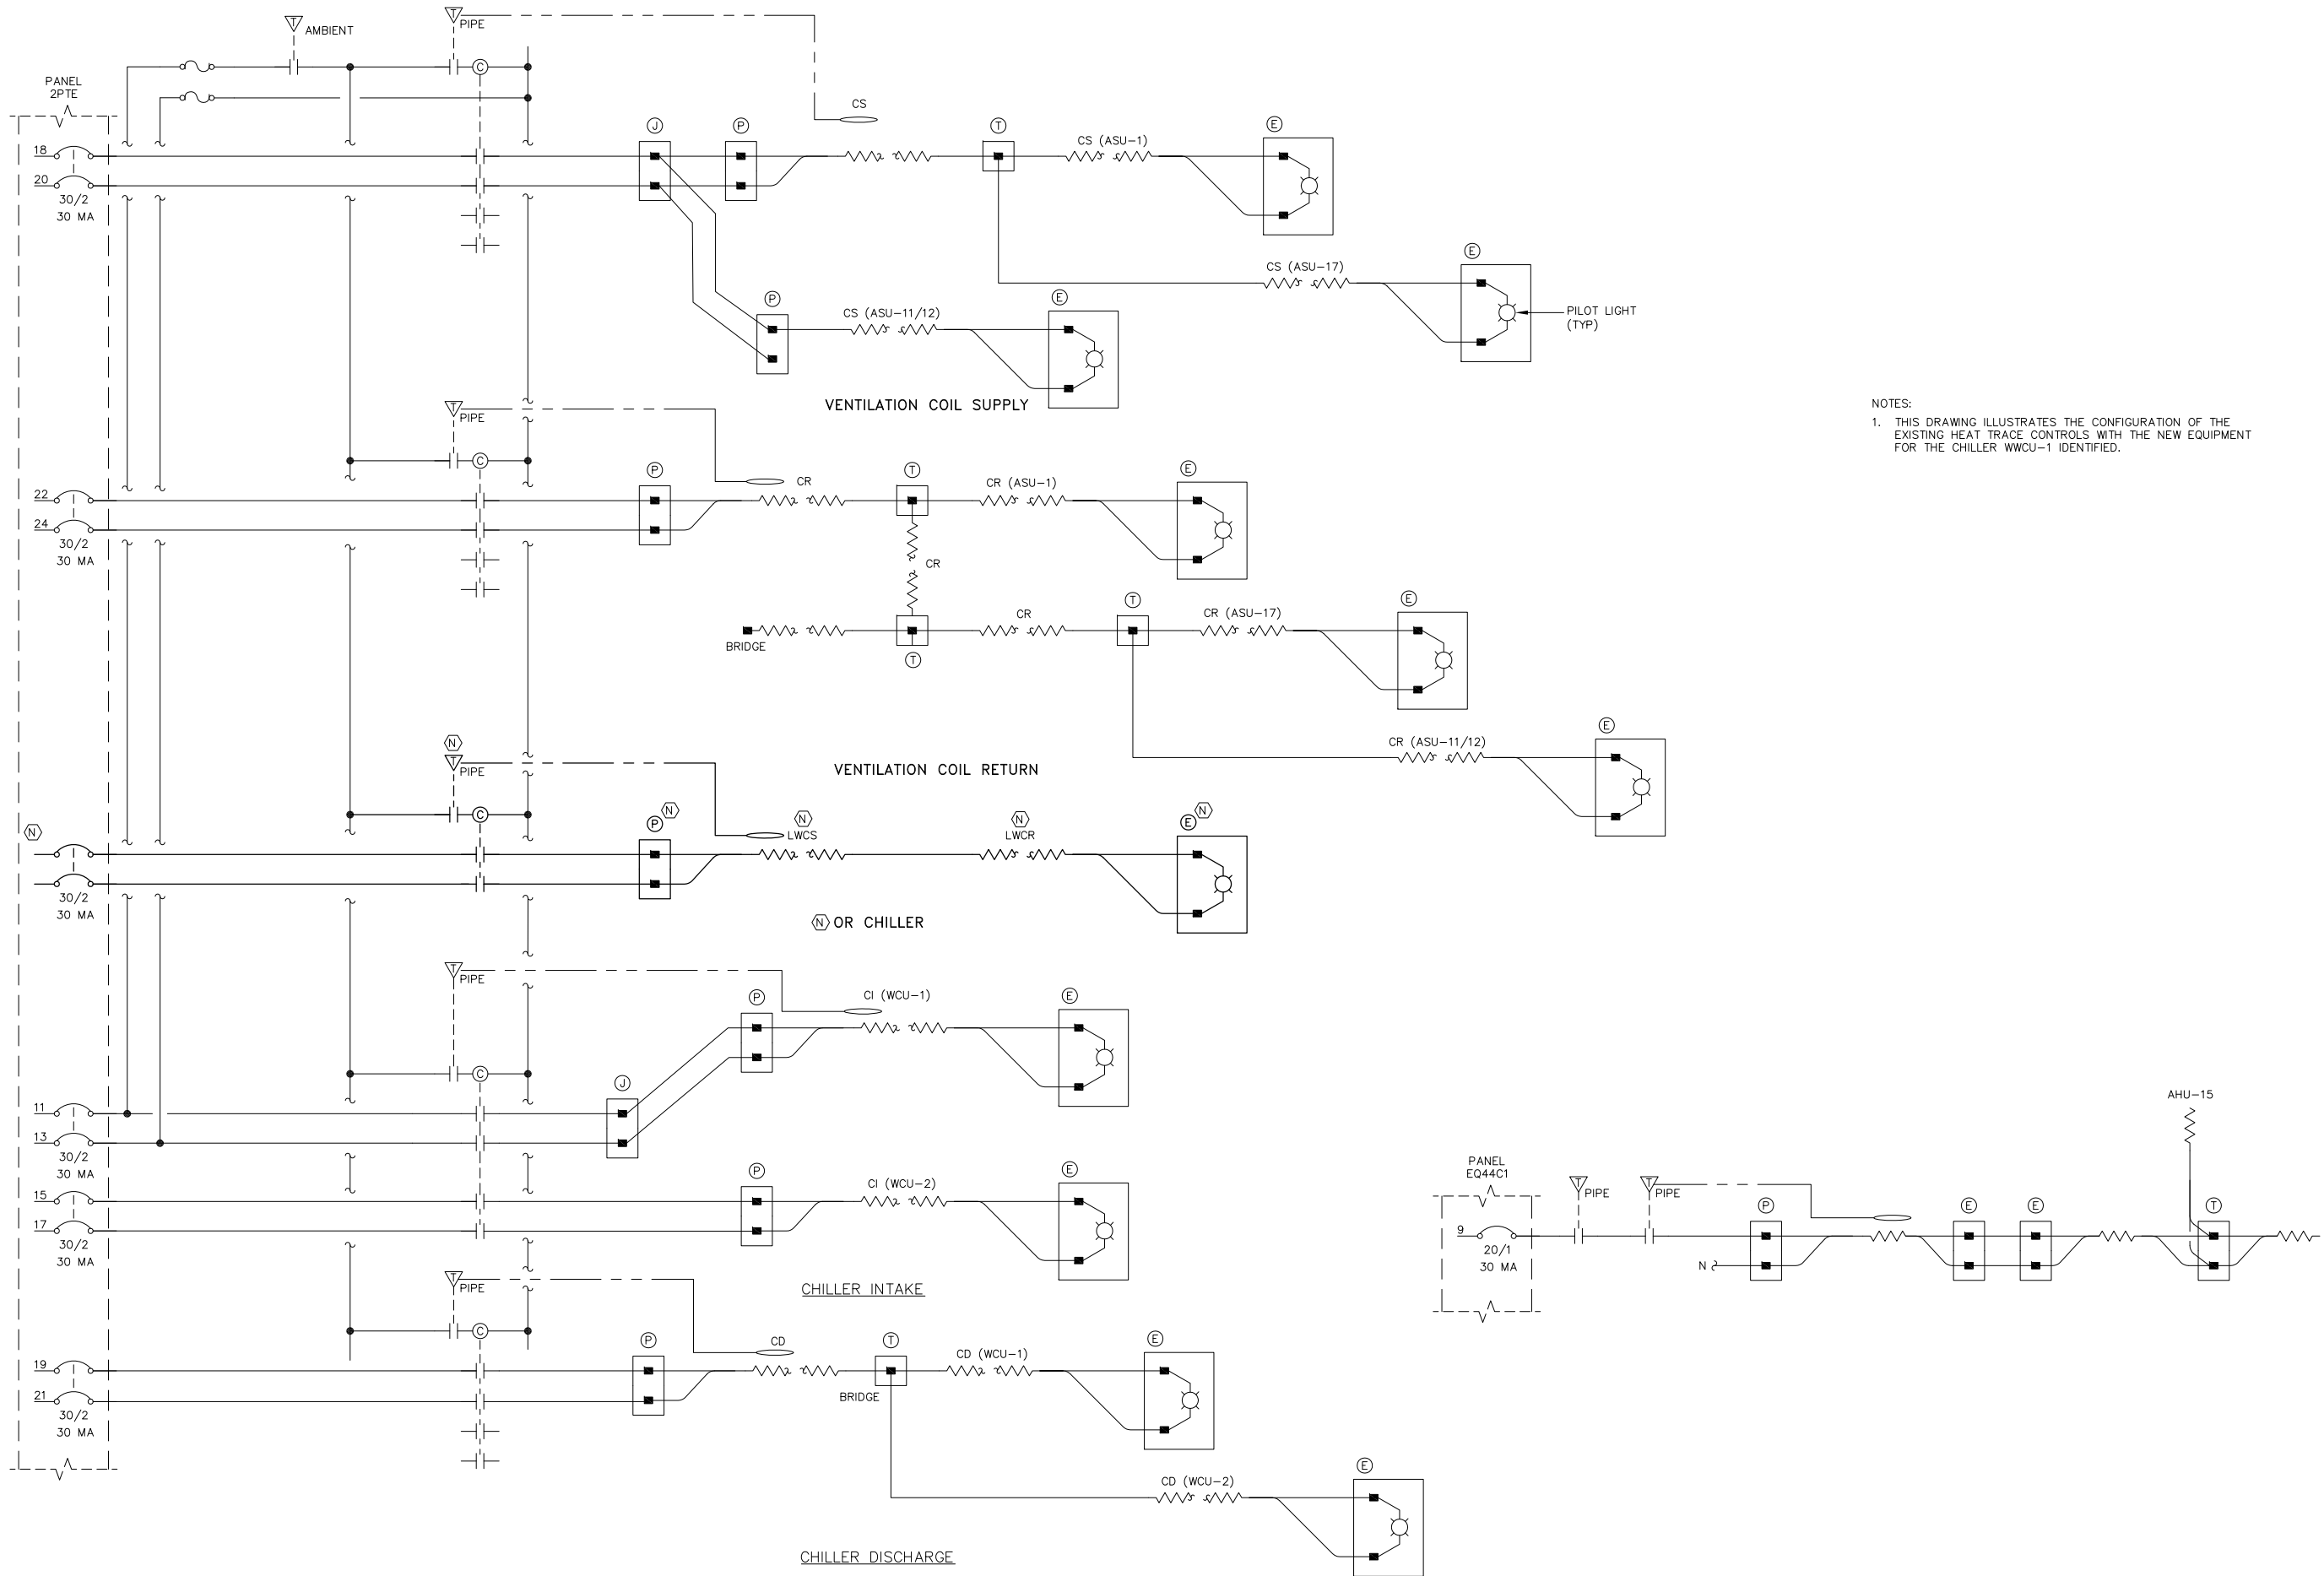 AMBIENT
T
T
PIPE
PANEL
2PTE
C
CS
18
20
30/2
30 MA
J
P
T
CS (ASU-1)
E
CS (ASU-17)
E
PILOT LIGHT
(TYP)
P
CS (ASU-11/12)
E
VENTILATION COIL SUPPLY
NOTES:
1. THIS DRAWING ILLUSTRATES THE CONFIGURATION OF THE
EXISTING HEAT TRACE CONTROLS WITH THE NEW EQUIPMENT
FOR THE CHILLER WWCU-1 IDENTIFIED.
T
PIPE
C
22
24
30/2
30 MA
P
CR
T
CR (ASU-1)
E
CR
BRIDGE
T
CR
T
CR (ASU-17)
E
CR (ASU-11/12)
E
VENTILATION COIL RETURN
N
T
PIPE
C
N
30/2
30 MA
P
N
N
LWCS
N
LWCR
E
N
N OR CHILLER
T
PIPE
C
11
13
30/2
30 MA
J
P
CI (WCU-1)
E
15
17
30/2
30 MA
P
CI (WCU-2)
E
CHILLER INTAKE
T
PIPE
C
19
21
30/2
30 MA
P
CD
T
BRIDGE
CD (WCU-1)
E
CD (WCU-2)
E
CHILLER DISCHARGE
AHU-15
PANEL
EQ44C1
9
20/1
30 MA
T
PIPE
T
PIPE
N
P
E
E
T